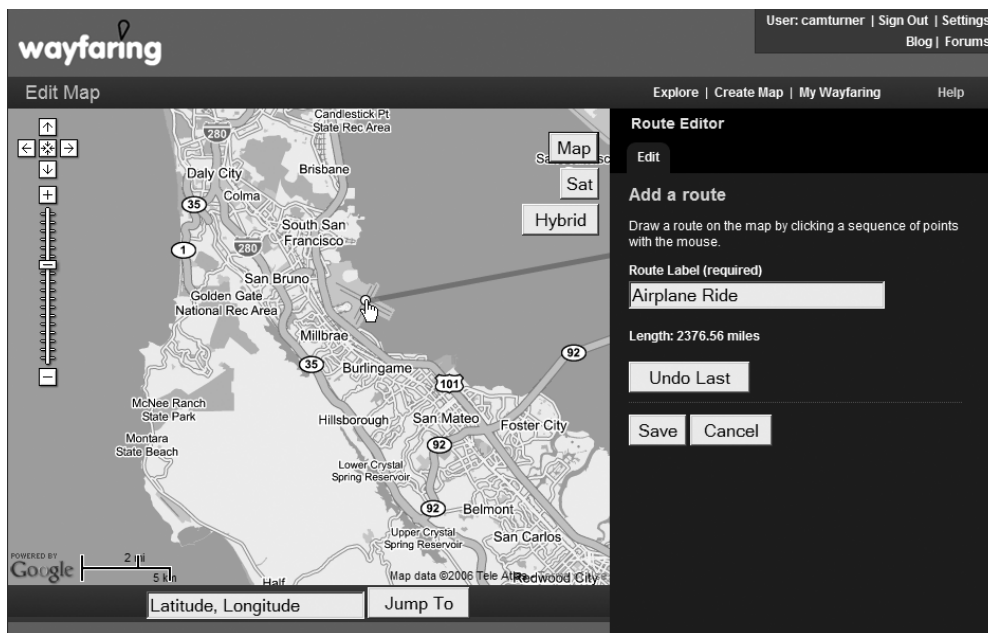 wayfaring
User: camturner | Sign Out | Settings
Blog | Forums
Edit Map
Explore | Create Map | My Wayfaring
Help
Candlestick Pt
State Rec Area
280
Daly City
Brisbane
Colma
35
South San
Francisco
1
280
San Bruno
Golden Gate
National Rec Area
Millbrae
35
Burlingame
92
101
McNee Ranch
State Park
Hillsborough
San Mateo
Foster City
92
Montara
State Beach
Lower Crystal
Spring Reservoir
92
Belmont
Upper Crystal
Spring Reservoir
San Carlos
Half
Redwood City
Map
Sat
Hybrid
POWERED BY
Google
2 mi
5 km
Map data ©2006 Tele
Latitude, Longitude
Jump To
Route Editor
Edit
Add a route
Draw a route on the map by clicking a sequence of points
with the mouse.
Route Label (required)
Airplane Ride
Length: 2376.56 miles
Undo Last
Save
Cancel